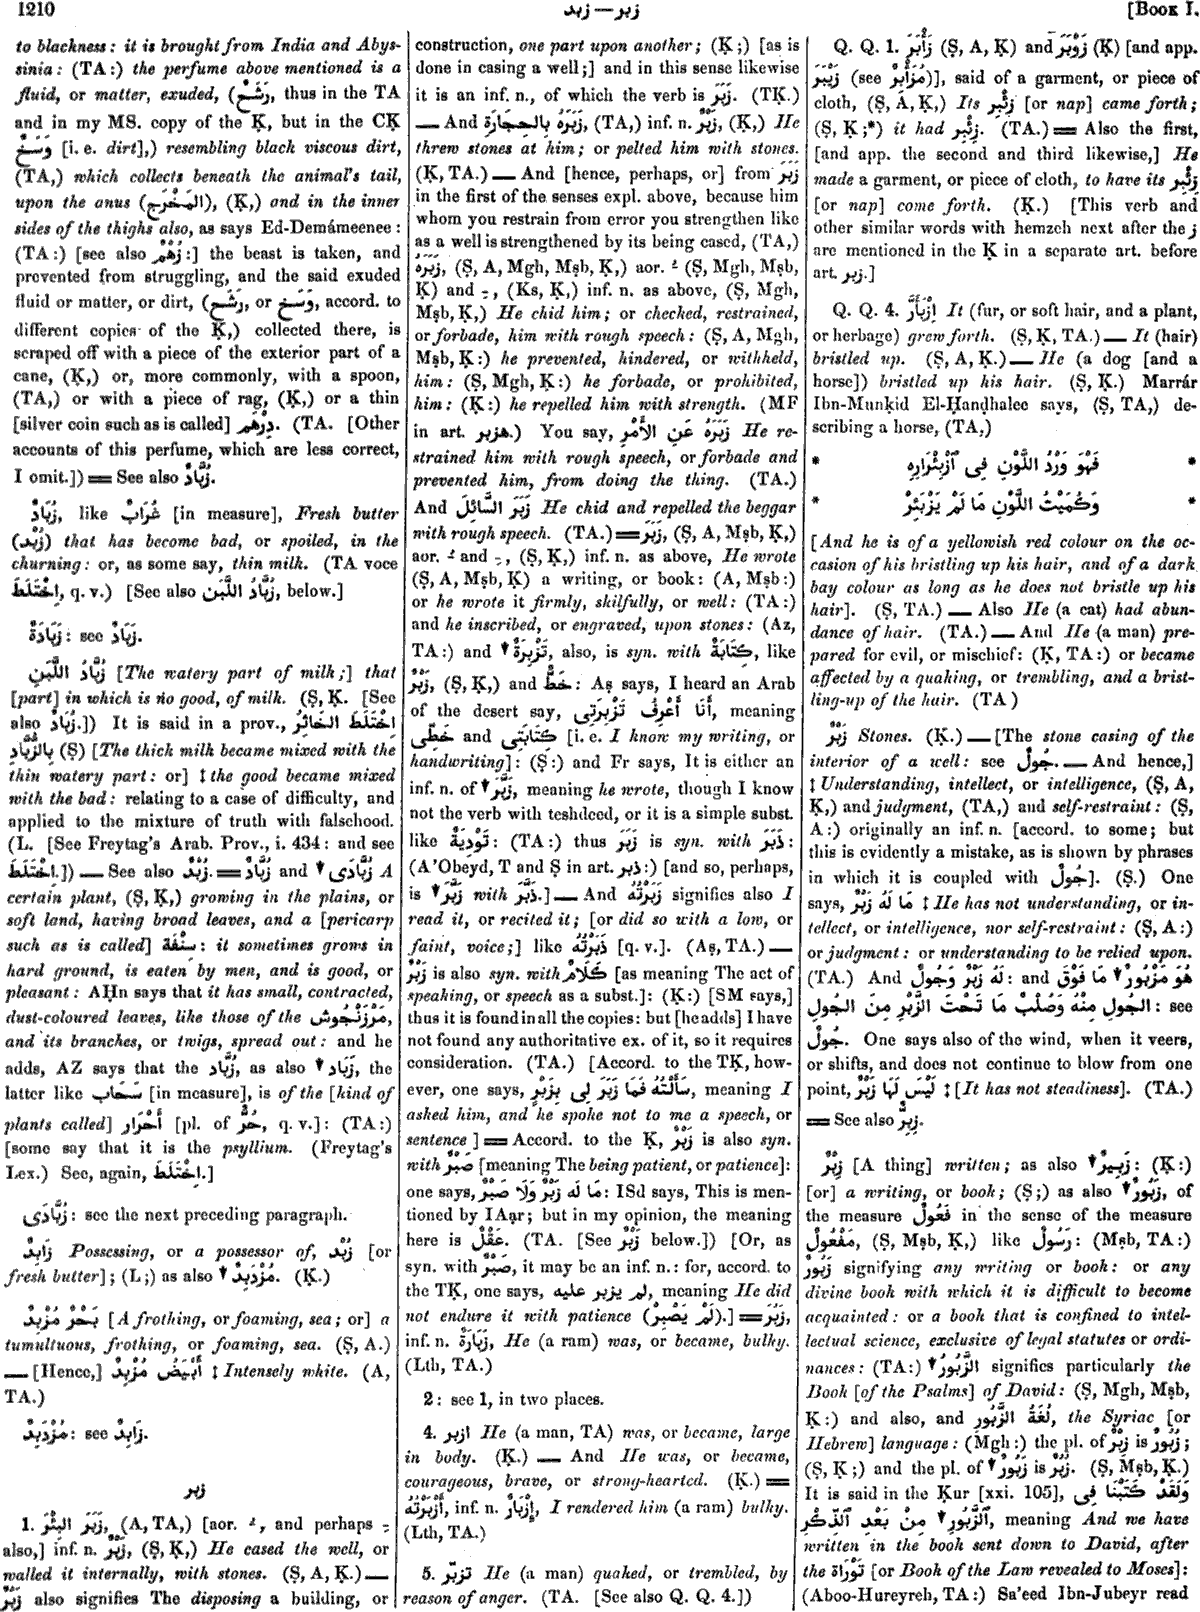 1210
زبد — زبر
[BOOK I.
to blackness: it is brought from India and Abys-
sinia: (TA:) the perfume above mentioned is a
fluid, or matter, exuded, (رَشَحٌ, thus in the TA
and in my MS. copy of the Ḳ, but in the CḲ
وَسَخٌ [i. e. dirt],) resembling black viscous dirt,
(TA,) which collects beneath the animal's tail,
upon the anus (المَخْرَج), (Ḳ,) and in the inner
sides of the thighs also, as says Ed-Demámeenee:
(TA:) [see also زُهْمٌ:] the beast is taken, and
prevented from struggling, and the said exuded
fluid or matter, or dirt, (رَشَح, or وَسَخ, accord. to
different copies of the Ḳ,) collected there, is
scraped off with a piece of the exterior part of a
cane, (Ḳ,) or, more commonly, with a spoon,
(TA,) or with a piece of rag, (Ḳ,) or a thin
[silver coin such as is called] دِرْهَم. (TA. [Other
accounts of this perfume, which are less correct,
I omit.]) ═ See also زُبَّادٌ.
زُبَادٌ, like غُرَابٌ [in measure], Fresh butter
(زُبْد) that has become bad, or spoiled, in the
churning: or, as some say, thin milk. (TA voce
اِخْتَلَطَ, q. v.) [See also زُبَّادُ اللَّبَنِ, below.]
زَبَادَةٌ: see زَبَادٌ.
زُبَّادُ اللَّبَنِ [The watery part of milk;] that
[part] in which is no good, of milk. (Ṣ, Ḳ. [See
also زُبَادٌ.]) It is said in a prov., اِخْتَلَطَ الخَاثِرُ
بِالزُّبَّادِ (Ṣ) [The thick milk became mixed with the
thin watery part: or] ‡ the good became mixed
with the bad: relating to a case of difficulty, and
applied to the mixture of truth with falsehood.
(L. [See Freytag's Arab. Prov., i. 434: and see
اِخْتَلَطَ.]) — See also زُبْدٌ. ═ زُبَّادٌ and ▼ زُبَّادَى A
certain plant, (Ṣ, Ḳ,) growing in the plains, or
soft land, having broad leaves, and a [pericarp
such as is called] سِنْفَة: it sometimes grows in
hard ground, is eaten by men, and is good, or
pleasant: AḤn says that it has small, contracted,
dust-coloured leaves, like those of the مَرْزَنْجُوش,
and its branches, or twigs, spread out: and he
adds, AZ says that the زُبَّاد, as also ▼ زَبَاد, the
latter like سَحَاب [in measure], is of the [kind of
plants called] أَحْرَار [pl. of حُرٌّ, q. v.]: (TA:)
[some say that it is the psyllium. (Freytag's
Lex.) See, again, اِخْتَلَطَ.]
زُبَّادَى: see the next preceding paragraph.
زَابِدٌ Possessing, or a possessor of, زُبْد [or
fresh butter]; (L;) as also ▼ مُزْدَبِدٌ. (Ḳ.)
بَحْرٌ مُزْبِدٌ [A frothing, or foaming, sea; or] a
tumultuous, frothing, or foaming, sea. (Ṣ, A.)
— [Hence,] أَبْيَضُ مُزْبِدٌ ‡ Intensely white. (A,
TA.)
مُزْدَبِدٌ: see زَابِدٌ.
زبر
1. زَبَرَ البِئْرَ, (A, TA,) [aor. ‒ُ, and perhaps ‒ِ
also,] inf. n. زَبْرٌ, (Ṣ, Ḳ,) He cased the well, or
walled it internally, with stones. (Ṣ, A, Ḳ.) —
زَبْرٌ also signifies The disposing a building, or
construction, one part upon another; (Ḳ;) [as is
done in casing a well;] and in this sense likewise
it is an inf. n., of which the verb is زَبَرَ. (TḲ.)
— And زَبَرَهُ بِالحِجَارَةِ, (TA,) inf. n. زَبْرٌ, (Ḳ,) He
threw stones at him; or pelted him with stones.
(Ḳ, TA.) — And [hence, perhaps, or] from زَبَرَ
in the first of the senses expl. above, because him
whom you restrain from error you strengthen like
as a well is strengthened by its being cased, (TA,)
زَبَرَهُ, (Ṣ, A, Mgh, Mṣb, Ḳ,) aor. ‒ُ (Ṣ, Mgh, Mṣb,
Ḳ) and ‒ِ, (Ks, Ḳ,) inf. n. as above, (Ṣ, Mgh,
Mṣb, Ḳ,) He chid him; or checked, restrained,
or forbade, him with rough speech: (Ṣ, A, Mgh,
Mṣb, Ḳ:) he prevented, hindered, or withheld,
him: (Ṣ, Mgh, Ḳ:) he forbade, or prohibited,
him: (Ḳ:) he repelled him with strength. (MF
in art. هزبر.) You say, زَبَرَهُ عَنِ الأَمْرِ He re-
strained him with rough speech, or forbade and
prevented him, from doing the thing. (TA.)
And زَبَرَ السَّائِلَ He chid and repelled the beggar
with rough speech. (TA.) ═ زَبَرَ, (Ṣ, A, Mṣb, Ḳ,)
aor. ‒ُ and ‒ِ, (Ṣ, Ḳ,) inf. n. as above, He wrote
(Ṣ, A, Mṣb, Ḳ) a writing, or book: (A, Mṣb:)
or he wrote it firmly, skilfully, or well: (TA:)
and he inscribed, or engraved, upon stones: (Az,
TA:) and ▼ تَزْبِرَةٌ, also, is syn. with كِتَابَةٌ, like
زَبْرٌ, (Ṣ, Ḳ,) and خَطٌّ: Aṣ says, I heard an Arab
of the desert say, أَنَا أَعْرِفُ تَزْبِرَتِى, meaning
كِتَابَتِى and خَطِّى [i. e. I know my writing, or
handwriting]: (Ṣ:) and Fr says, It is either an
inf. n. of ▼ زَبَّرَ, meaning he wrote, though I know
not the verb with teshdeed, or it is a simple subst.
like تَوْدِيَةٌ: (TA:) thus زَبَرَ is syn. with ذَبَرَ:
(A'Obeyd, T and Ṣ in art. ذبر:) [and so, perhaps,
is ▼ زَبَّرَ with ذَبَّرَ.] — And زَبَرْتُهُ signifies also I
read it, or recited it; [or did so with a low, or
faint, voice;] like ذَبَرْتُهُ [q. v.]. (Aṣ, TA.) —
زَبْرٌ is also syn. with كَلَامٌ [as meaning The act of
speaking, or speech as a subst.]: (Ḳ:) [SM says,]
thus it is found in all the copies: but [he adds] I have
not found any authoritative ex. of it, so it requires
consideration. (TA.) [Accord. to the TḲ, how-
ever, one says, سَأَلْتُهُ فَمَا زَبَرَ لِى بِزَبْرٍ, meaning I
asked him, and he spoke not to me a speech, or
sentence] ═ Accord. to the Ḳ, زَبْرٌ is also syn.
with صَبْرٌ [meaning The being patient, or patience]:
one says, مَا لَهُ زَبْرٌ وَلَا صَبْرٌ: ISd says, This is men-
tioned by IAạr; but in my opinion, the meaning
here is عَقْلٌ. (TA. [See زَبْرٌ below.]) [Or, as
syn. with صَبْرٌ, it may be an inf. n.: for, accord. to
the TḲ, one says, لم يزبر عليه, meaning He did
not endure it with patience (لَمْ يَصْبِرْ).] ═ زَبَرَ,
inf. n. زَبَارَةٌ, He (a ram) was, or became, bulky.
(Lth, TA.)
2: see 1, in two places.
4. ازبر He (a man, TA) was, or became, large
in body. (Ḳ.) — And He was, or became,
courageous, brave, or strong-hearted. (Ḳ.) ═
أَزْبَرْتُهُ, inf. n. إِزْبَارٌ, I rendered him (a ram) bulky.
(Lth, TA.)
5. تزبّر He (a man) quaked, or trembled, by
reason of anger. (TA. [See also Q. Q. 4.])
Q. Q. 1. زَأْبَرَ (Ṣ, A, Ḳ) and زَوْبَرَ (Ḳ) [and app.
زَيْبَرَ (see مُزَأْبِرٌ)], said of a garment, or piece of
cloth, (Ṣ, A, Ḳ,) Its زِئْبِر [or nap] came forth;
(Ṣ, Ḳ;*) it had زِئْبِر. (TA.) ═ Also the first,
[and app. the second and third likewise,] He
made a garment, or piece of cloth, to have its زِئْبِر
[or nap] come forth. (Ḳ.) [This verb and
other similar words with hemzeh next after the ز
are mentioned in the Ḳ in a separate art. before
art. زبر.]
Q. Q. 4. اِزْبَأَرَّ It (fur, or soft hair, and a plant,
or herbage) grew forth. (Ṣ, Ḳ, TA.) — It (hair)
bristled up. (Ṣ, A, Ḳ.) — He (a dog [and a
horse]) bristled up his hair. (Ṣ, Ḳ.) Marrár
Ibn-Munḳid El-Ḥanḍhalee says, (Ṣ, TA,) de-
scribing a horse, (TA,)
* فَهْوَ وَرْدُ اللَّوْنِ فِى ٱزْبِئْرَارِهِ *
* وَكُمَيْتُ اللَّوْنِ مَا لَمْ يَزْبَئِرْ *
[And he is of a yellowish red colour on the oc-
casion of his bristling up his hair, and of a dark
bay colour as long as he does not bristle up his
hair]. (Ṣ, TA.) — Also He (a cat) had abun-
dance of hair. (TA.) — And He (a man) pre-
pared for evil, or mischief: (Ḳ, TA:) or became
affected by a quaking, or trembling, and a brist-
ling-up of the hair. (TA)
زَبْرٌ Stones. (Ḳ.) — [The stone casing of the
interior of a well: see جُولٌ. — And hence,]
‡ Understanding, intellect, or intelligence, (Ṣ, A,
Ḳ,) and judgment, (TA,) and self-restraint: (Ṣ,
A:) originally an inf. n. [accord. to some; but
this is evidently a mistake, as is shown by phrases
in which it is coupled with جُولٌ]. (Ṣ.) One
says, مَا لَهُ زَبْرٌ ‡ He has not understanding, or in-
tellect, or intelligence, nor self-restraint: (Ṣ, A:)
or judgment: or understanding to be relied upon.
(TA.) And لَهُ زَبْرٌ وَجُولٌ: and هُوَ مَزْبُورٌ ▼ مَا فَوْقَ
الجُولِ مِنْهُ وَصُلْبٌ مَا تَحْتَ الزَّبْرِ مِنَ الجُولِ: see
جُولٌ. One says also of the wind, when it veers,
or shifts, and does not continue to blow from one
point, لَيْسَ لَهَا زَبْرٌ ‡ [It has not steadiness]. (TA.)
═ See also زِبِرٌّ.
زِبْرٌ [A thing] written; as also ▼ زَبِيرٌ: (Ḳ:)
[or] a writing, or book; (Ṣ;) as also ▼ زَبُورٌ, of
the measure فَعُولٌ in the sense of the measure
مَفْعُولٌ, (Ṣ, Mṣb, Ḳ,) like رَسُولٌ: (Mṣb, TA:)
زَبُورٌ signifying any writing or book: or any
divine book with which it is difficult to become
acquainted: or a book that is confined to intel-
lectual science, exclusive of legal statutes or ordi-
nances: (TA:) ▼ الزَّبُورُ signifies particularly the
Book [of the Psalms] of David: (Ṣ, Mgh, Mṣb,
Ḳ:) and also, and لُغَةُ الزَّبُورِ, the Syriac [or
Hebrew] language: (Mgh:) the pl. of زِبْرٌ is زُبُورٌ;
(Ṣ, Ḳ;) and the pl. of ▼ زَبُورٌ is زُبُرٌ. (Ṣ, Mṣb, Ḳ.)
It is said in the Ḳur [xxi. 105], وَلَقَدْ كَتَبْنَا فِى
ٱلزَّبُورِ ▼ مِنْ بَعْدِ ٱلذِّكْرِ, meaning And we have
written in the book sent down to David, after
the تَوْرَاة [or Book of the Law revealed to Moses]:
(Aboo-Hureyreh, TA:) Sa'eed Ibn-Jubeyr read